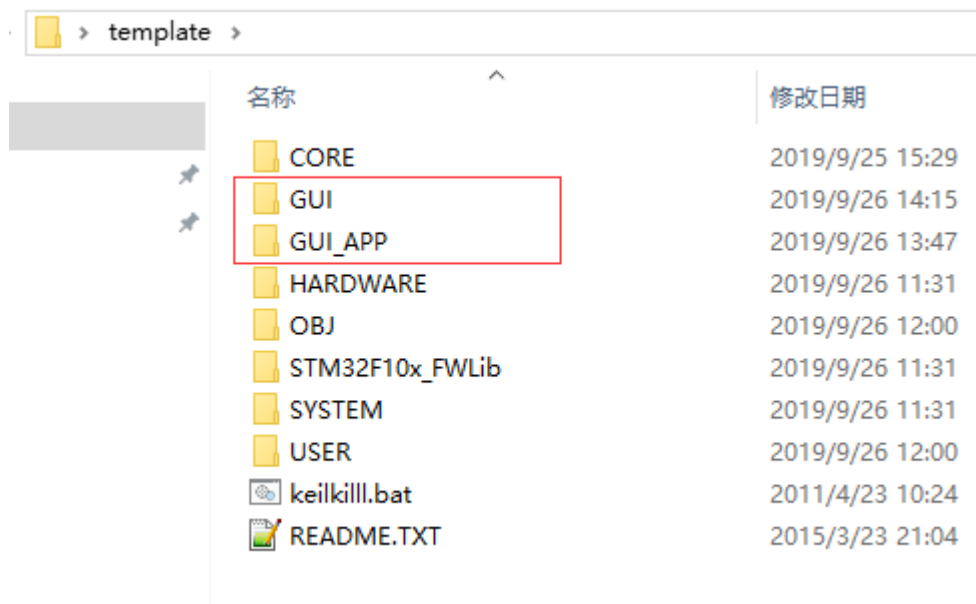 template
名称 修改日期
CORE 2019/9/25 15:29
GUI 2019/9/26 14:15
GUI_APP 2019/9/26 13:47
HARDWARE 2019/9/26 11:31
OBJ 2019/9/26 12:00
STM32F10x_FWLib 2019/9/26 11:31
SYSTEM 2019/9/26 11:31
USER 2019/9/26 12:00
keilkilll.bat 2011/4/23 10:24
README.TXT 2015/3/23 21:04